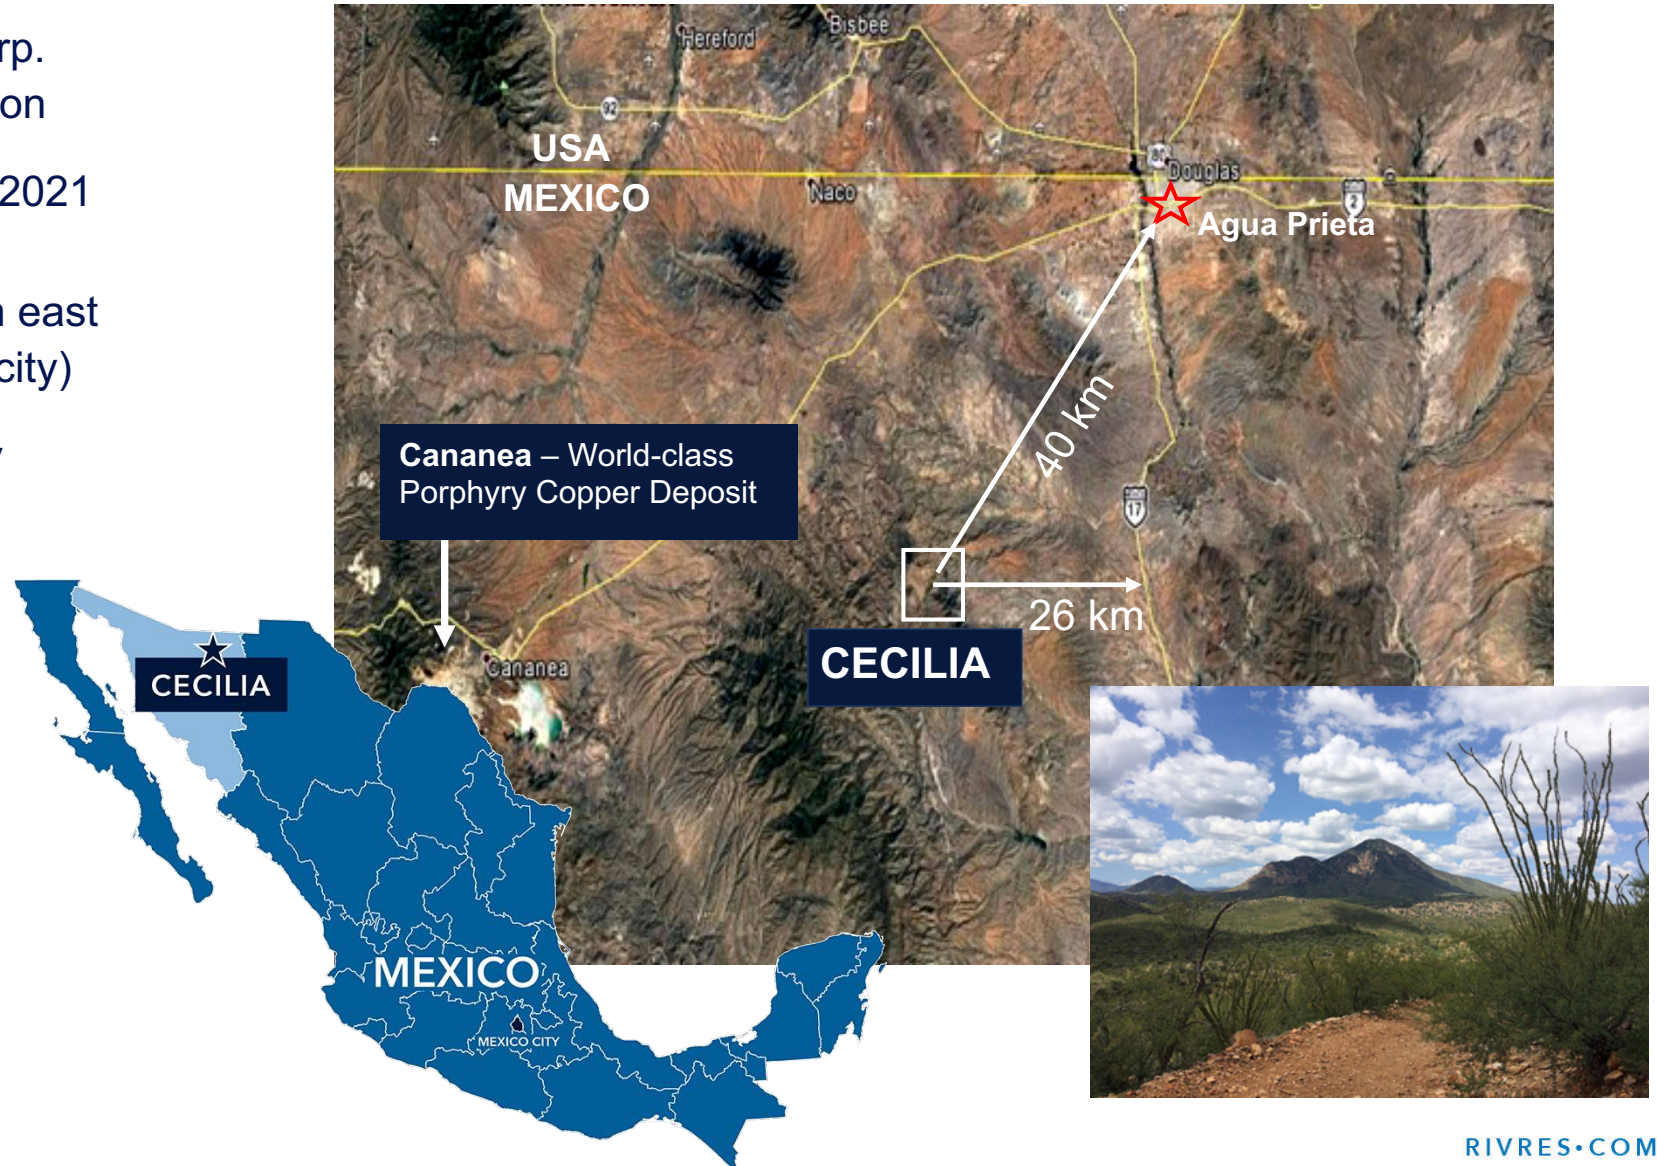 rp.
on
2021
east
city)
Hereford
Bisbee
92
USA
MEXICO
Naco
Douglas
2
Agua Prieta
40 km
Cananea – World-class
Porphyry Copper Deposit
17
26 km
CECILIA
Cananea
CECILIA
MEXICO
MEXICO CITY
RIVRES•COM